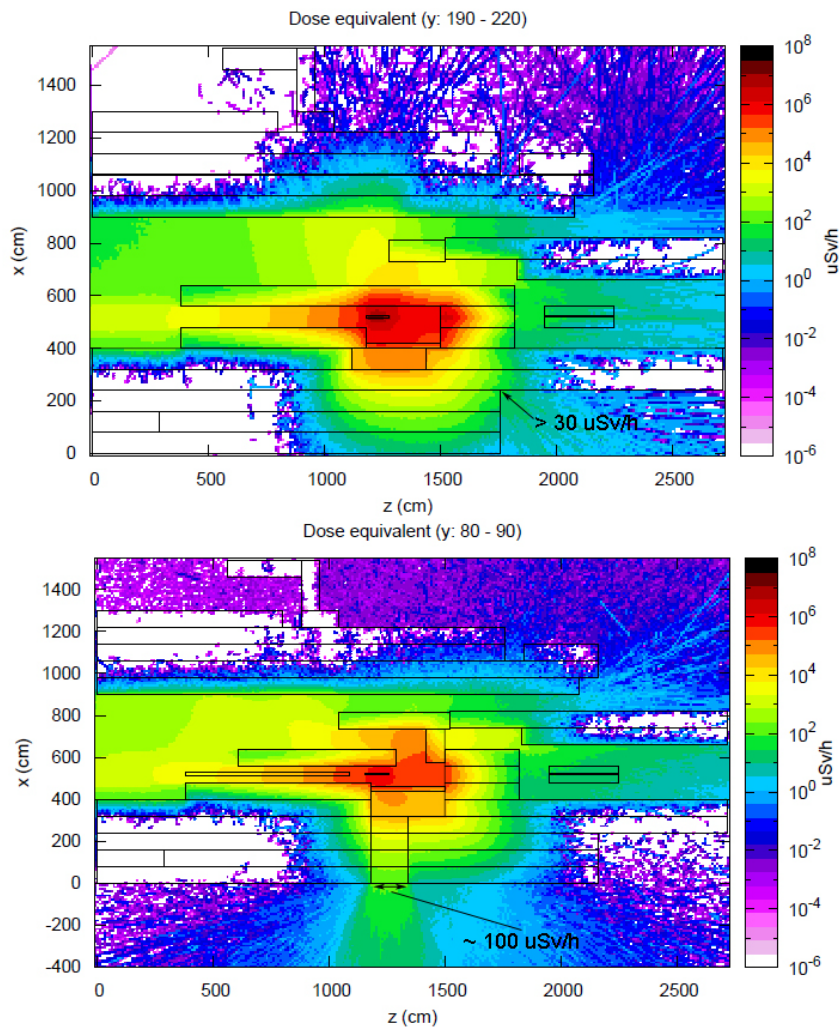 Dose equivalent (y: 190 - 220)
x (cm)
1400
1200
1000
800
600
400
200
0
> 30 uSv/h
0 500 1000 1500 2000 2500
z (cm)
10^8
10^6
10^4
10^2
10^0
10^-2
10^-4
10^-6
uSv/h
Dose equivalent (y: 80 - 90)
x (cm)
1400
1200
1000
800
600
400
200
0
-200
-400
~ 100 uSv/h
0 500 1000 1500 2000 2500
z (cm)
10^8
10^6
10^4
10^2
10^0
10^-2
10^-4
10^-6
uSv/h